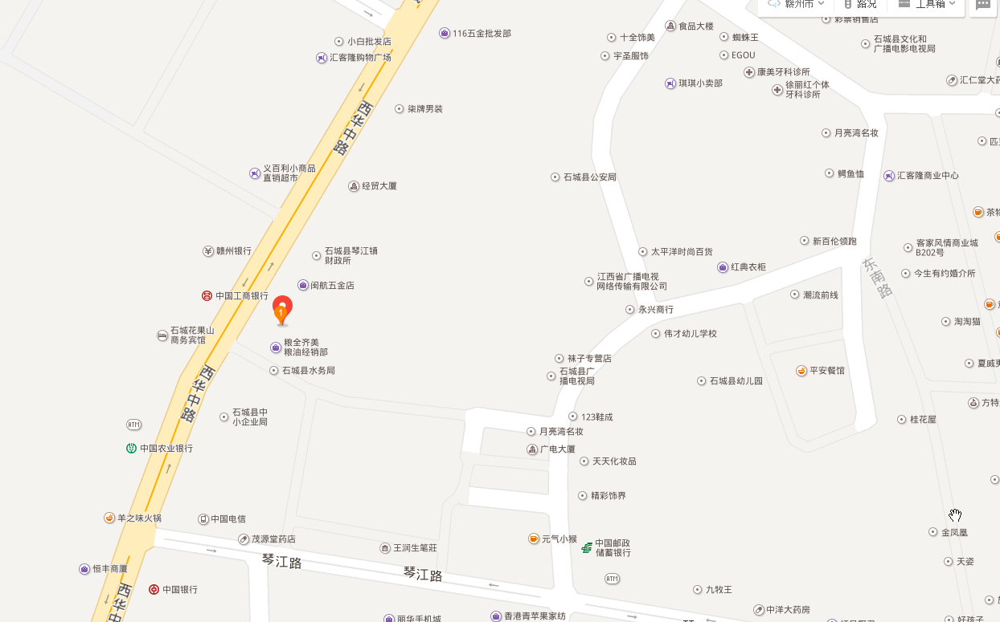 赣州市
路况
工具箱
彩票销售店
食品大楼
十全饰美
蜘蛛王
116五金批发部
小白批发店
石城县文化和
广播电影电视局
宇圣服饰
EGOU
汇客隆购物广场
康美牙科诊所
汇仁堂大药
琪琪小卖部
徐丽红个体
牙科诊所
柒牌男装
西华中路
月亮湾名妆
义百利小商品
直销超市
石城县公安局
鳄鱼恤
汇客隆商业中心
经贸大厦
赣州银行
石城县琴江镇
财政所
太平洋时尚百货
新百伦领跑
客家风情商业城
B202号
红典衣柜
东南路
今生有约婚介所
江西省广播电视
网络传输有限公司
闽航五金店
中国工商银行
潮流前线
1
永兴商行
淘淘猫
石城花果山
商务宾馆
伟才幼儿学校
粮全齐美
粮油经销部
袜子专营店
石城县水务局
石城县广
播电视局
平安餐馆
石城县幼儿园
西华中路
石城县中
小企业局
123鞋成
桂花屋
ATM
月亮湾名妆
中国农业银行
广电大厦
天天化妆品
精彩饰界
羊之味火锅
中国电信
茂源堂药店
元气小猴
金凤凰
王润生笔莊
中国邮政
储蓄银行
琴江路
琴江路
天姿
恒丰商厦
ATM
中国银行
九牧王
西华中
中洋大药房
丽华手机城
香港青苹果家纺
好孩子